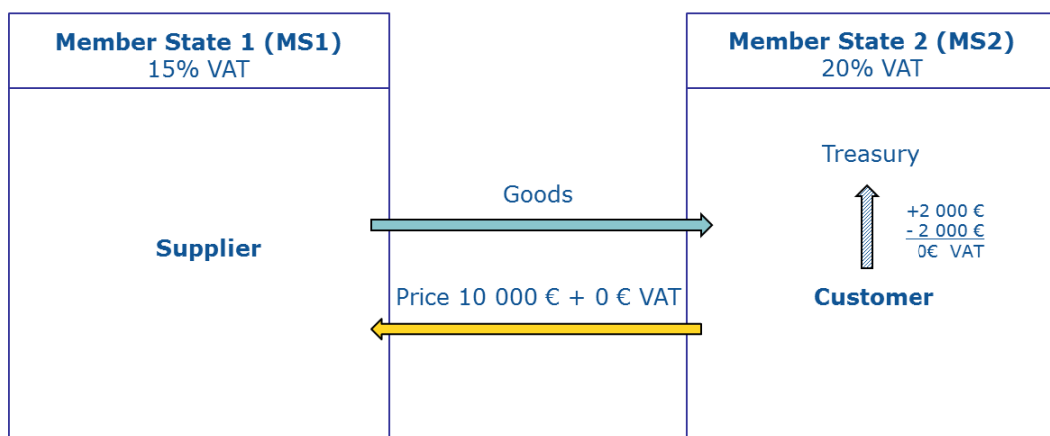 Member State 1 (MS1)
15% VAT
Member State 2 (MS2)
20% VAT
Treasury
Goods
+2 000 €
- 2 000 €
0€ VAT
Supplier
Price 10 000 € + 0 € VAT
Customer